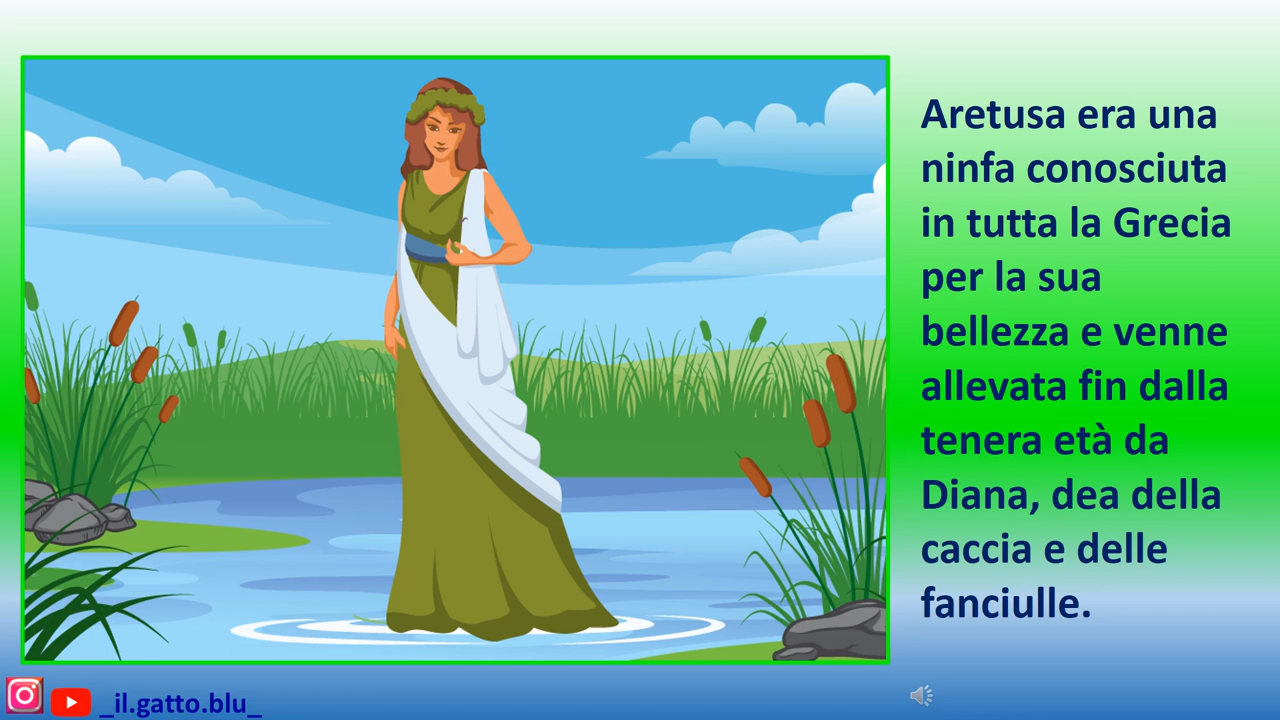 Aretusa era una
ninfa conosciuta
in tutta la Grecia
per la sua
bellezza e venne
allevata fin dalla
tenera età da
Diana, dea della
caccia e delle
fanciulle.
_il.gatto.blu_